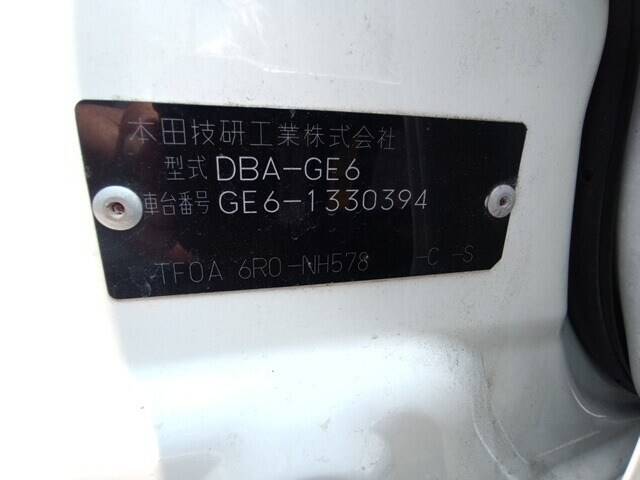 本田技研工業株式会社
型式 DBA-GE6
車台番号 GE6-1330394
TF0A 6R0-NH578 -C -S